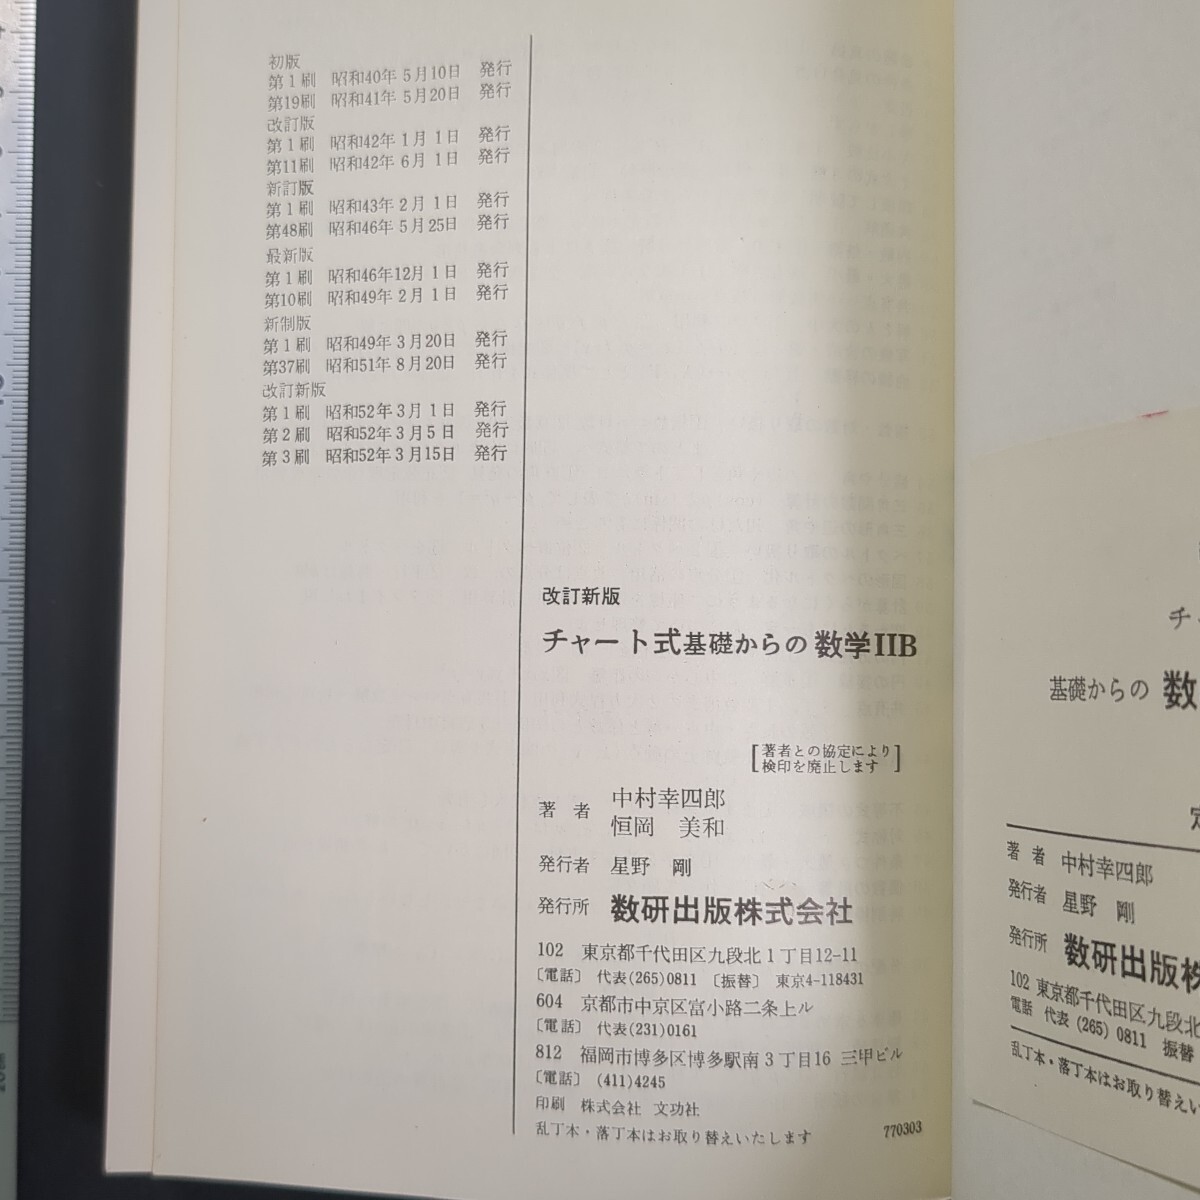 初版
第1刷 昭和40年5月10日 発行
第19刷 昭和41年5月20日 発行
改訂版
第1刷 昭和42年1月1日 発行
第11刷 昭和42年6月1日 発行
新訂版
第1刷 昭和43年2月1日 発行
第48刷 昭和46年5月25日 発行
最新版
第1刷 昭和46年12月1日 発行
第10刷 昭和49年2月1日 発行
新制版
第1刷 昭和49年3月20日 発行
第37刷 昭和51年8月20日 発行
改訂新版
第1刷 昭和52年3月1日 発行
第2刷 昭和52年3月5日 発行
第3刷 昭和52年3月15日 発行
改訂新版
チャート式基礎からの 数学IIB
[著者との協定により
検印を廃止します]
著者 中村幸四郎
恒岡 美和
発行者 星野 剛
発行所 数研出版株式会社
102 東京都千代田区九段北1丁目12-11
〔電話〕 代表(265)0811 〔振替〕 東京4-118431
604 京都市中京区富小路二条上ル
〔電話〕 代表(231)0161
812 福岡市博多区博多駅南3丁目16 三甲ビル
〔電話〕 (411)4245
印刷 株式会社 文功社
乱丁本・落丁本はお取り替えいたします 770303
チ
基礎からの 数
定
著者 中村幸四郎
発行者 星野 剛
発行所 数研出版株
102 東京都千代田区九段北
電話 代表(265)0811 振替
乱丁本・落丁本はお取り替えい